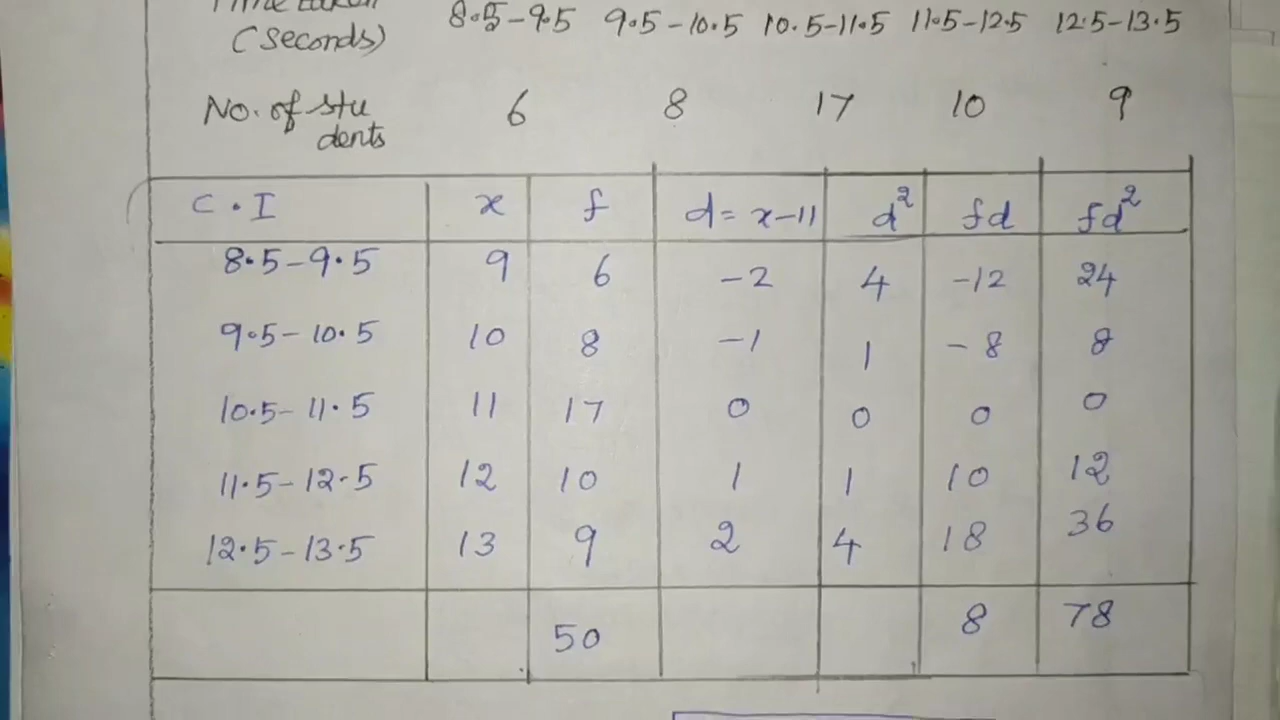 Time taken 8.5-9.5 9.5-10.5 10.5-11.5 11.5-12.5 12.5-13.5
(Seconds)
No. of stu 6 8 17 10 9
dents
C.I x f d= x-11 d² fd fd²
8.5-9.5 9 6 -2 4 -12 24
9.5-10.5 10 8 -1 1 -8 8
10.5-11.5 11 17 0 0 0 0
11.5-12.5 12 10 1 1 10 12
12.5-13.5 13 9 2 4 18 36
50 8 78